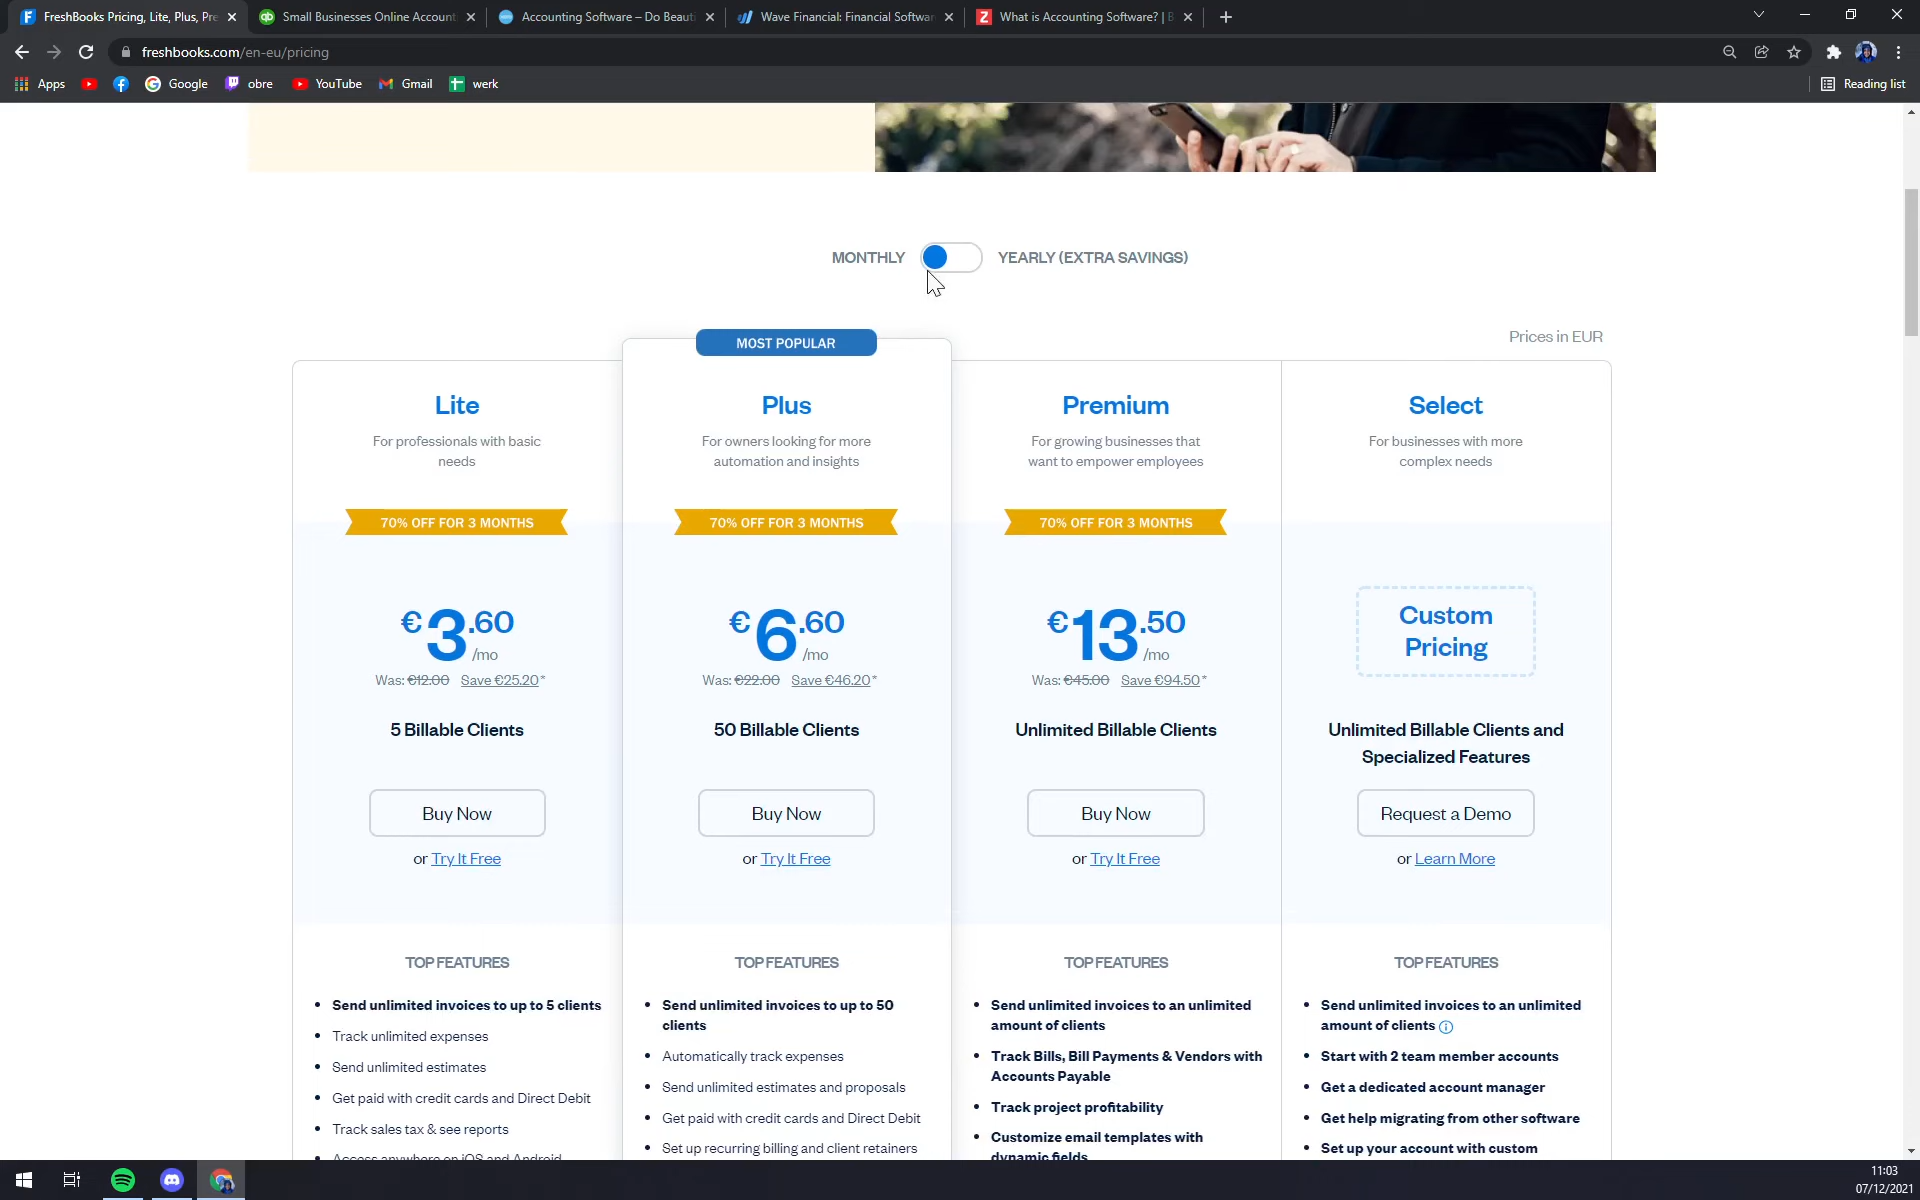 FreshBooks Pricing, Lite, Plus, Pre
Small Businesses Online Account
Accounting Software – Do Beauti
Wave Financial: Financial Softwar
What is Accounting Software? | B
freshbooks.com/en-eu/pricing
Apps
Google
obre
YouTube
Gmail
werk
Reading list
MONTHLY
YEARLY (EXTRA SAVINGS)
Prices in EUR
Lite
For professionals with basic
needs
70% OFF FOR 3 MONTHS
€3.60
/mo
Was: €12.00 Save €25.20*
5 Billable Clients
Buy Now
or Try It Free
TOP FEATURES
• Send unlimited invoices to up to 5 clients
• Track unlimited expenses
• Send unlimited estimates
• Get paid with credit cards and Direct Debit
• Track sales tax & see reports
• Access anywhere on iOS and Android
MOST POPULAR
Plus
For owners looking for more
automation and insights
70% OFF FOR 3 MONTHS
€6.60
/mo
Was: €22.00 Save €46.20*
50 Billable Clients
Buy Now
or Try It Free
TOP FEATURES
• Send unlimited invoices to up to 50
clients
• Automatically track expenses
• Send unlimited estimates and proposals
• Get paid with credit cards and Direct Debit
• Set up recurring billing and client retainers
Premium
For growing businesses that
want to empower employees
70% OFF FOR 3 MONTHS
€13.50
/mo
Was: €45.00 Save €94.50*
Unlimited Billable Clients
Buy Now
or Try It Free
TOP FEATURES
• Send unlimited invoices to an unlimited
amount of clients
• Track Bills, Bill Payments & Vendors with
Accounts Payable
• Track project profitability
• Customize email templates with
dynamic fields
Select
For businesses with more
complex needs
Custom
Pricing
Unlimited Billable Clients and
Specialized Features
Request a Demo
or Learn More
TOP FEATURES
• Send unlimited invoices to an unlimited
amount of clients
• Start with 2 team member accounts
• Get a dedicated account manager
• Get help migrating from other software
• Set up your account with custom
11:03
07/12/2021